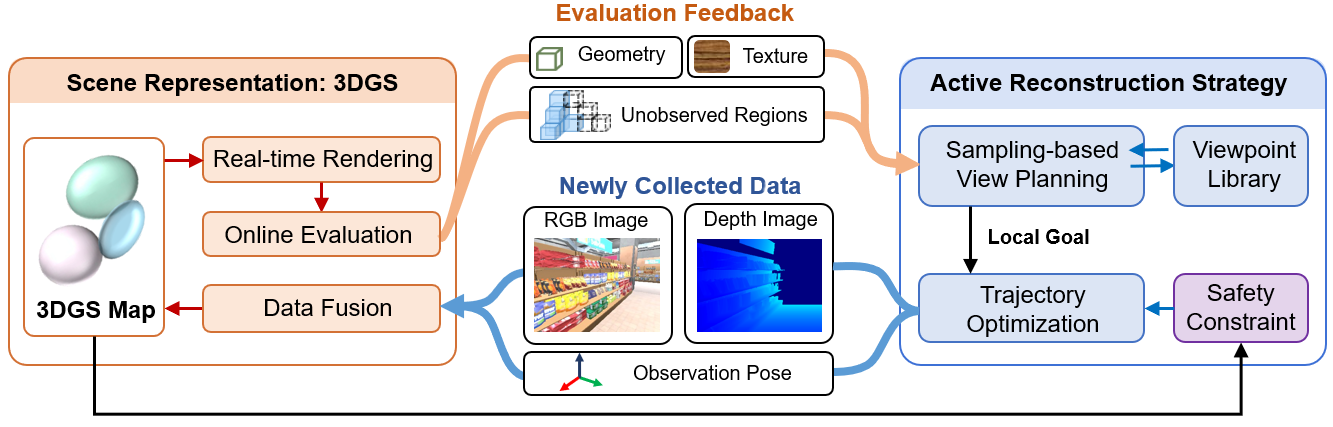 Evaluation Feedback
Geometry
Texture
Unobserved Regions
Scene Representation: 3DGS
Real-time Rendering
Online Evaluation
Data Fusion
3DGS Map
Newly Collected Data
RGB Image
Depth Image
Observation Pose
Active Reconstruction Strategy
Sampling-based
View Planning
Viewpoint
Library
Local Goal
Trajectory
Optimization
Safety
Constraint